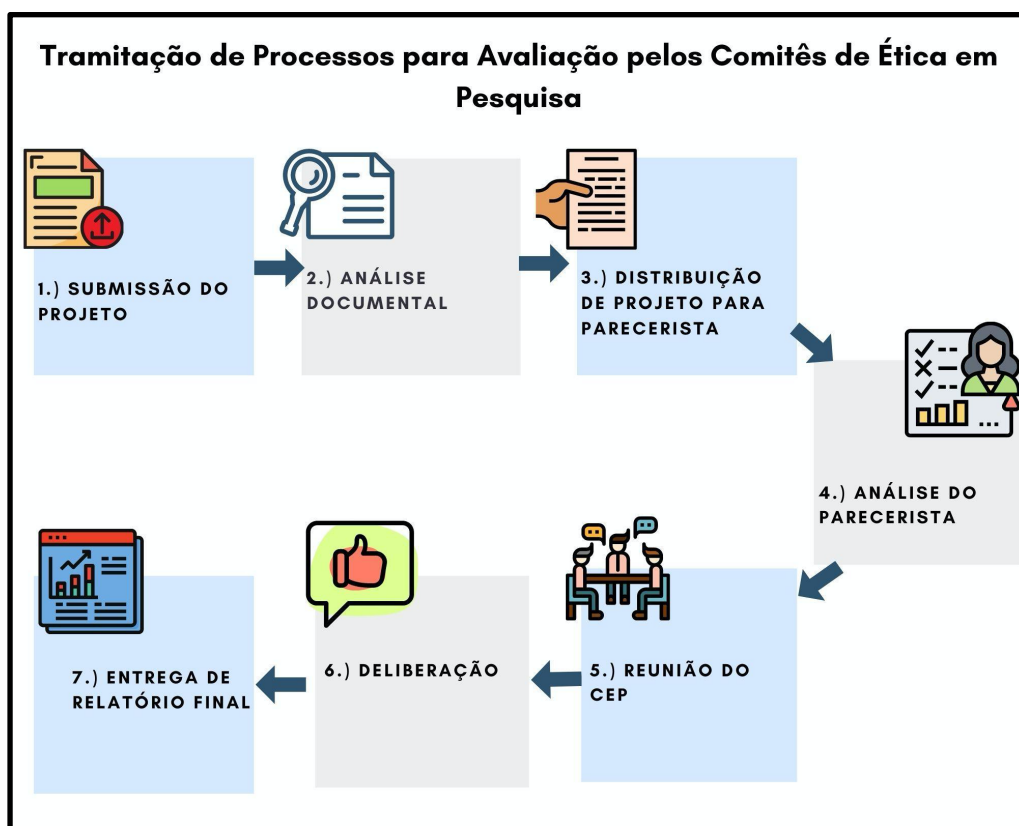 Tramitação de Processos para Avaliação pelos Comitês de Ética em
Pesquisa
1.) SUBMISSÃO DO
PROJETO
2.) ANÁLISE
DOCUMENTAL
3.) DISTRIBUIÇÃO
DE PROJETO PARA
PARECERISTA
4.) ANÁLISE DO
PARECERISTA
5.) REUNIÃO DO
CEP
6.) DELIBERAÇÃO
7.) ENTREGA DE
RELATÓRIO FINAL